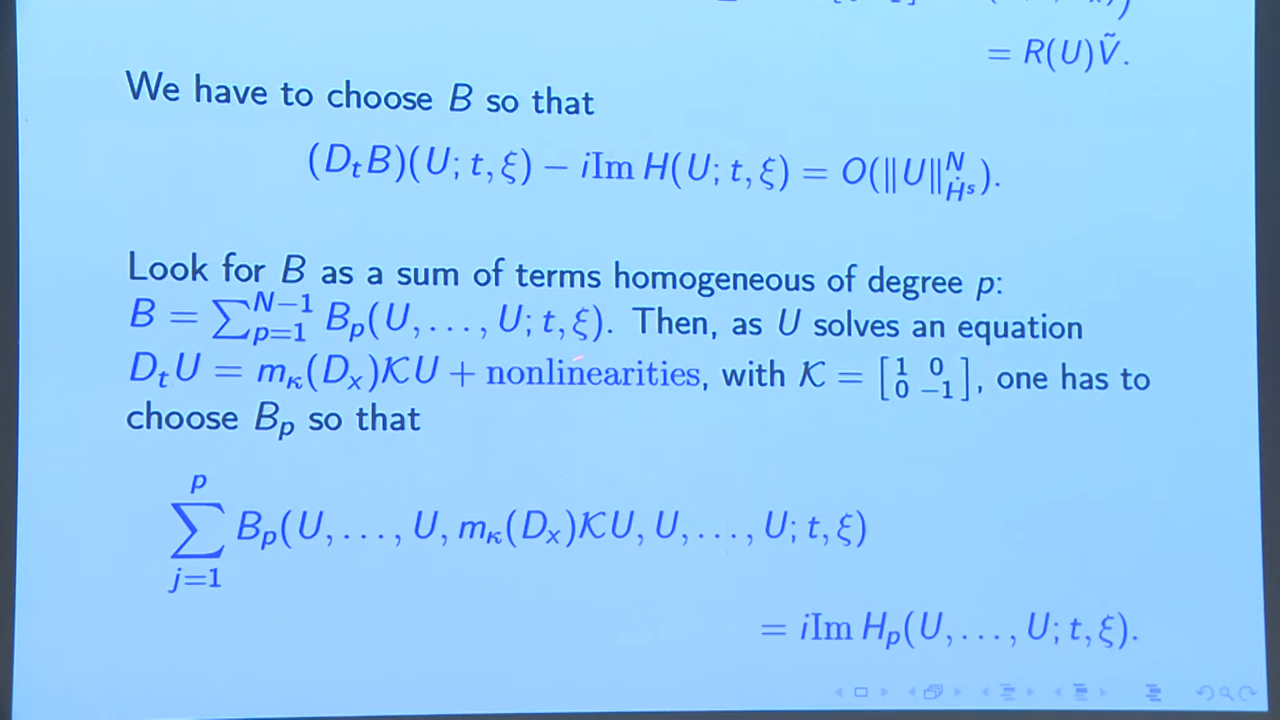 = R(U)Ṽ.
We have to choose B so that
(D_t B)(U; t, ξ) − iIm H(U; t, ξ) = O(‖U‖^N_{Ḣ^s}).
Look for B as a sum of terms homogeneous of degree p:
B = ∑_{p=1}^{N−1} B_p(U, . . . , U; t, ξ). Then, as U solves an equation
D_t U = m_κ(D_x)𝒦U + nonlinearities, with 𝒦 = [1 0; 0 −1], one has to
choose B_p so that
∑_{j=1}^{p} B_p(U, . . . , U, m_κ(D_x)𝒦U, U, . . . , U; t, ξ)
= iIm H_p(U, . . . , U; t, ξ).